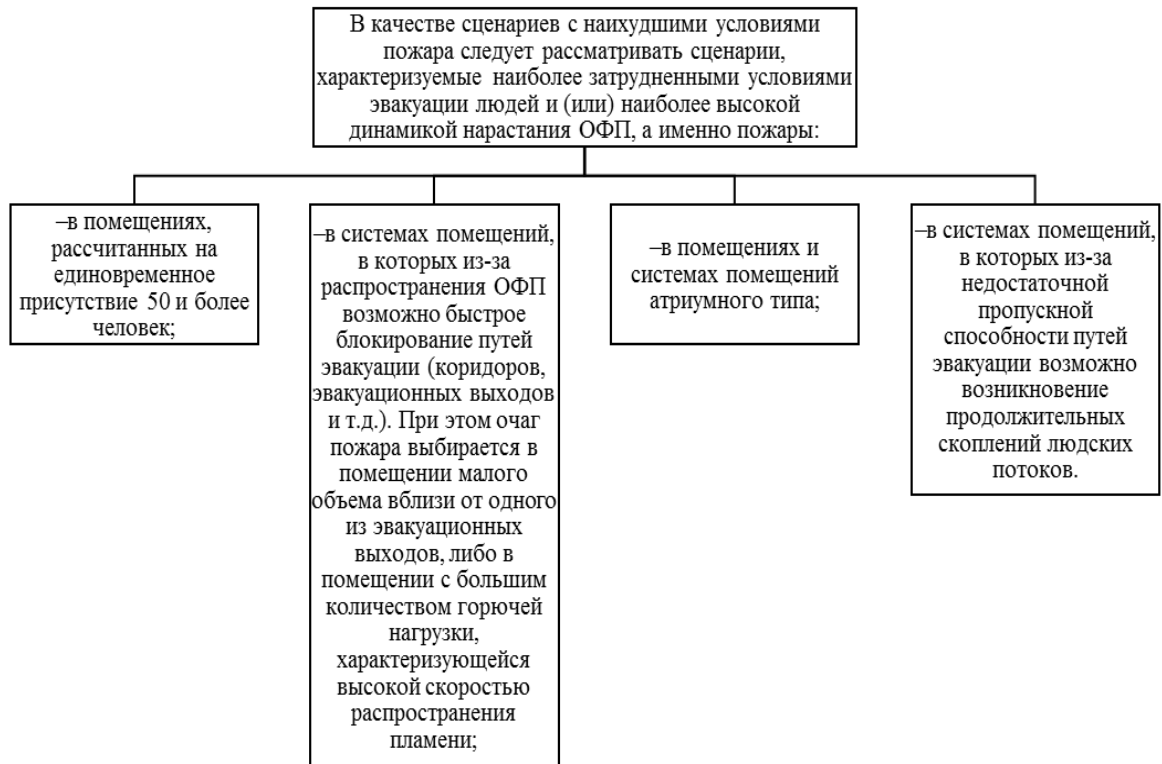 В качестве сценариев с наихудшими условиями
пожара следует рассматривать сценарии,
характеризуемые наиболее затрудненными условиями
эвакуации людей и (или) наиболее высокой
динамикой нарастания ОФП, а именно пожары:
–в помещениях,
рассчитанных на
единовременное
присутствие 50 и более
человек;
–в системах помещений,
в которых из-за
распространения ОФП
возможно быстрое
блокирование путей
эвакуации (коридоров,
эвакуационных выходов
и т.д.). При этом очаг
пожара выбирается в
помещении малого
объема вблизи от одного
из эвакуационных
выходов, либо в
помещении с большим
количеством горючей
нагрузки,
характеризующейся
высокой скоростью
распространения
пламени;
–в помещениях и
системах помещений
атриумного типа;
–в системах помещений,
в которых из-за
недостаточной
пропускной
способности путей
эвакуации возможно
возникновение
продолжительных
скоплений людских
потоков.